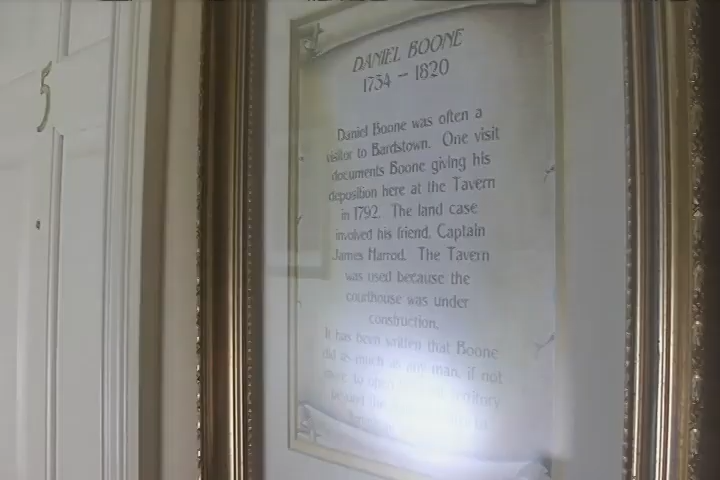 5
DANIEL BOONE
1734 - 1820
Daniel Boone was often a
visitor to Bardstown. One visit
documents Boone giving his
deposition here at the Tavern
in 1792. The land case
involved his friend, Captain
James Harrod. The Tavern
was used because the
courthouse was under
construction.
It has been written that Boone
did as much as any man, if not
more to open